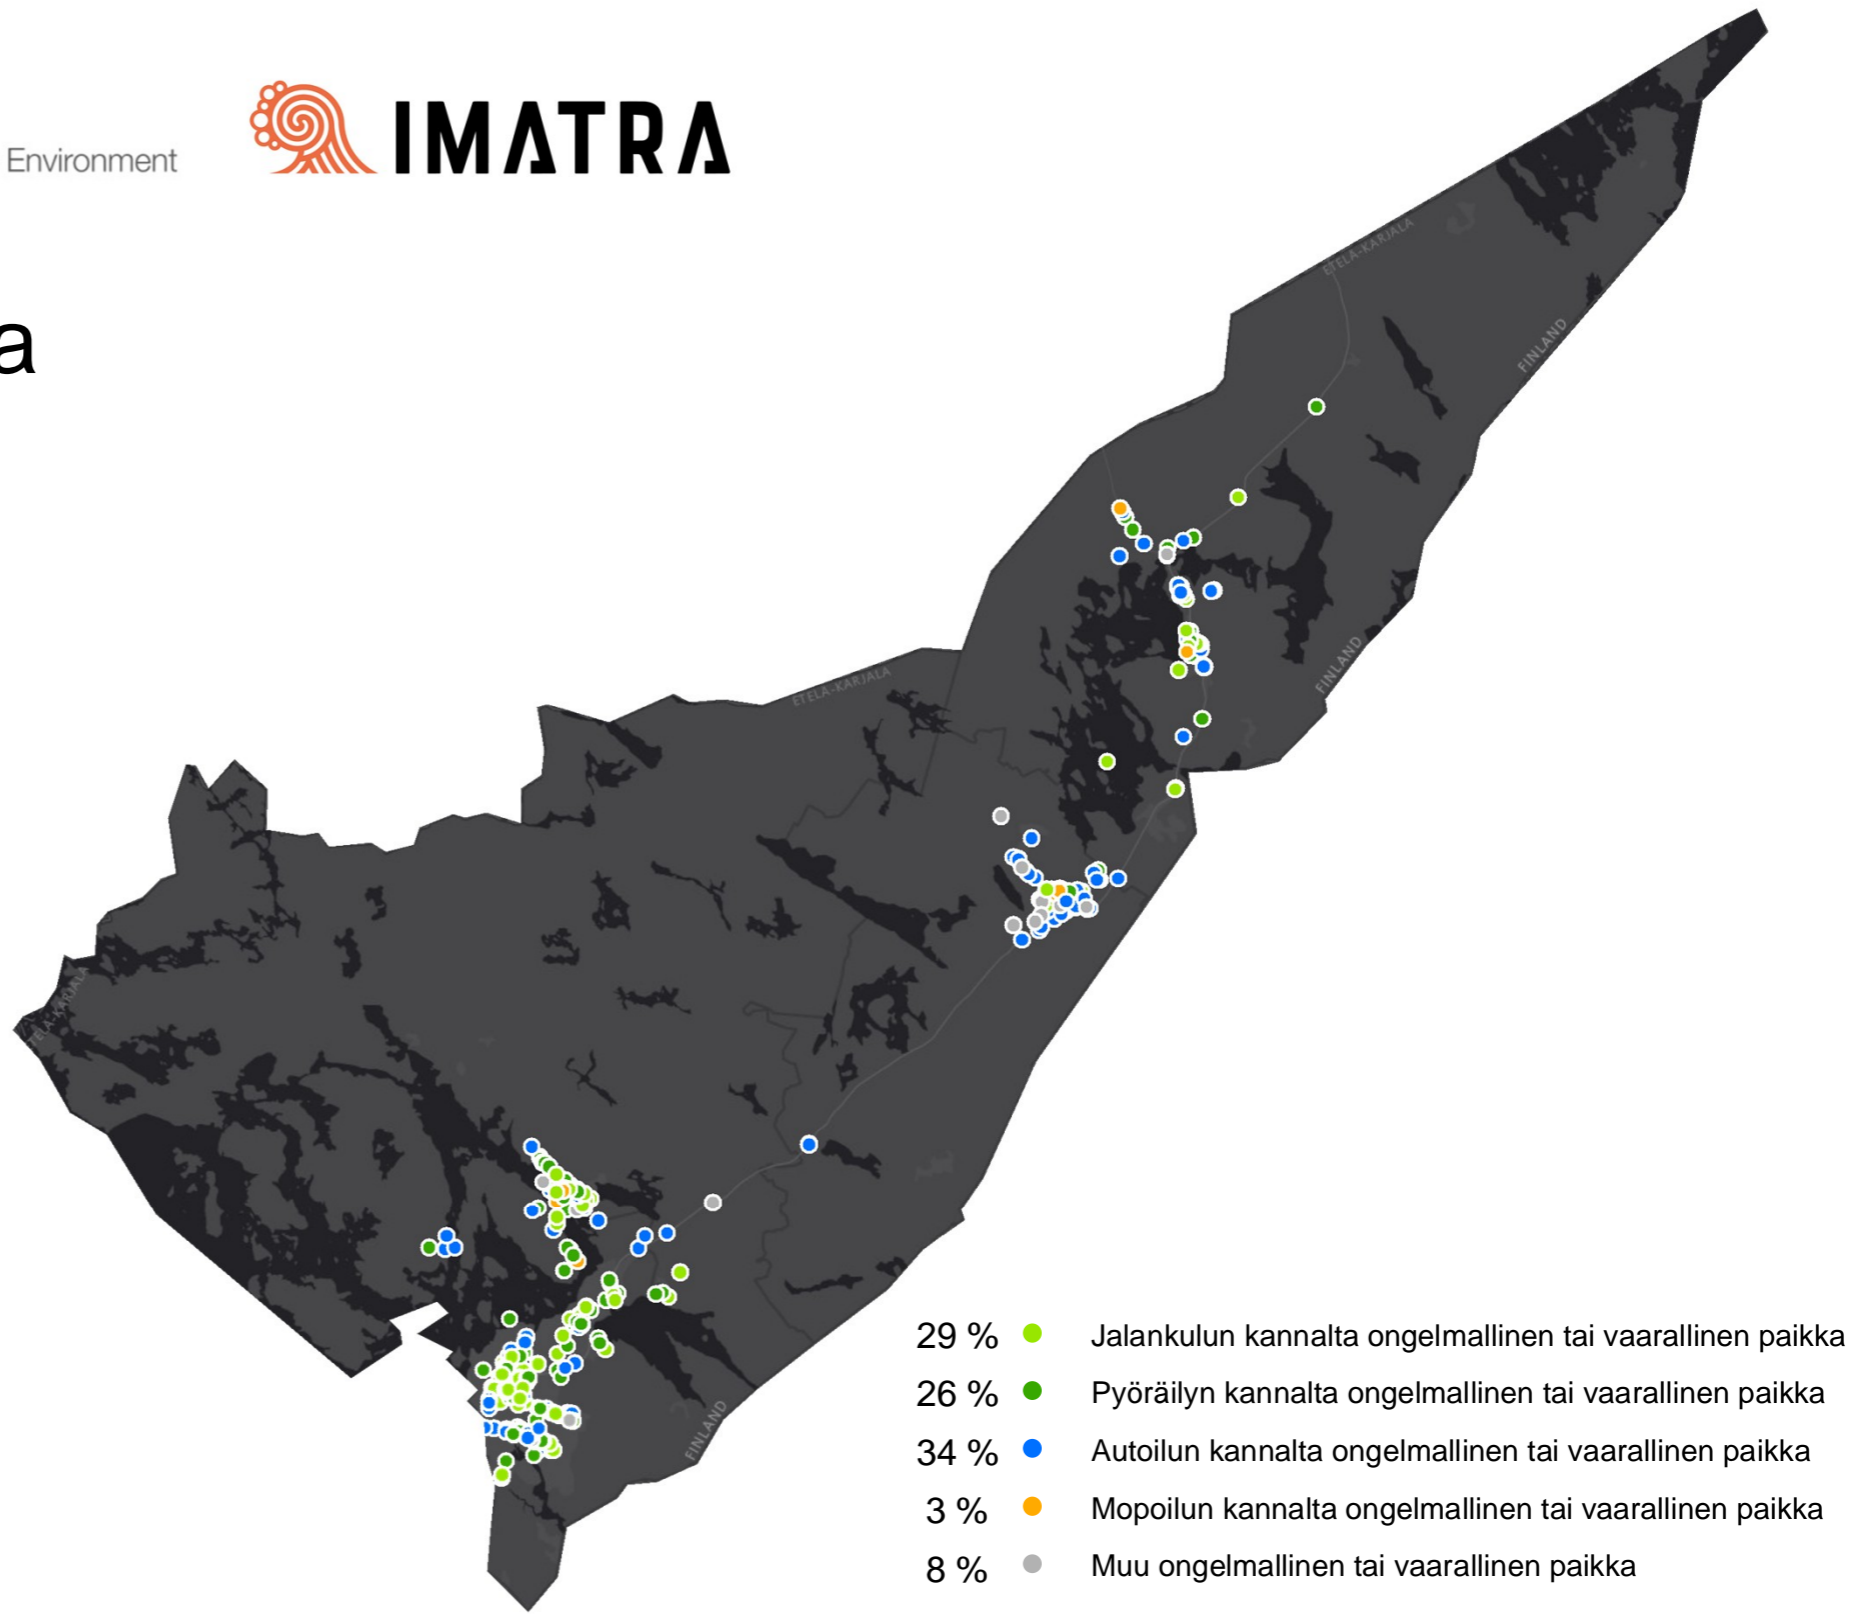 Environment
IMATRA
a
ETELÄ-KARJALA
FINLAND
FINLAND
ETELÄ-KARJALA
ETELÄ-KARJALA
FINLAND
29 % Jalankulun kannalta ongelmallinen tai vaarallinen paikka
26 % Pyöräilyn kannalta ongelmallinen tai vaarallinen paikka
34 % Autoilun kannalta ongelmallinen tai vaarallinen paikka
3 % Mopoilun kannalta ongelmallinen tai vaarallinen paikka
8 % Muu ongelmallinen tai vaarallinen paikka